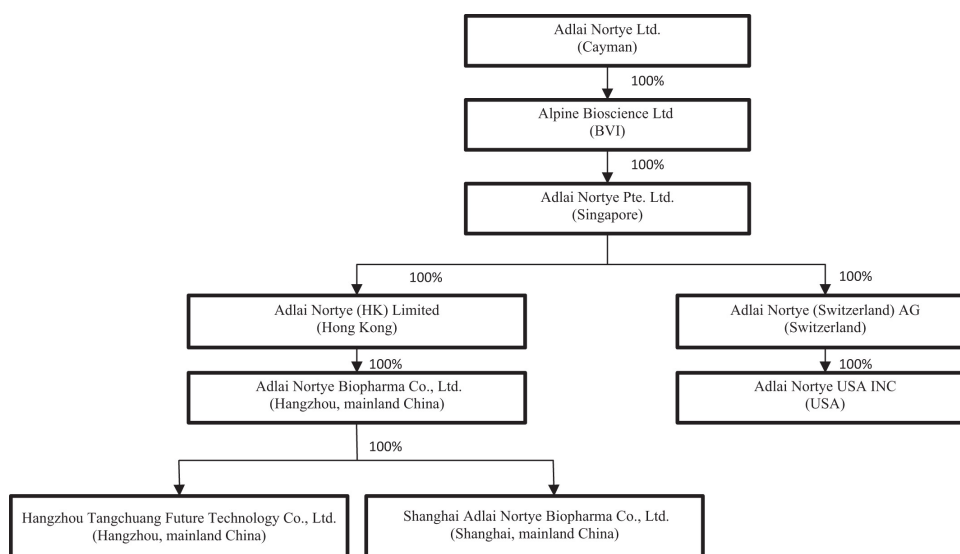 Adlai Nortye Ltd.
(Cayman)
100%
Alpine Bioscience Ltd
(BVI)
100%
Adlai Nortye Pte. Ltd.
(Singapore)
100%
100%
Adlai Nortye (HK) Limited
(Hong Kong)
Adlai Nortye (Switzerland) AG
(Switzerland)
100%
100%
Adlai Nortye Biopharma Co., Ltd.
(Hangzhou, mainland China)
Adlai Nortye USA INC
(USA)
100%
Hangzhou Tangchuang Future Technology Co., Ltd.
(Hangzhou, mainland China)
Shanghai Adlai Nortye Biopharma Co., Ltd.
(Shanghai, mainland China)